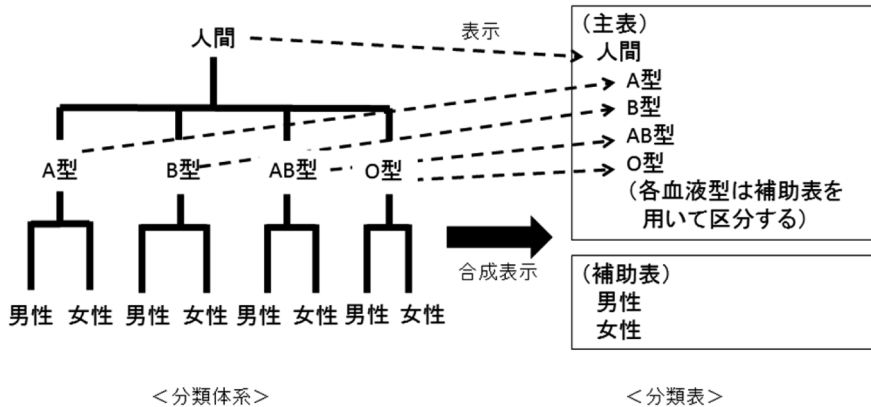 人間
表示
A型
B型
AB型
O型
男性 女性 男性 女性 男性 女性 男性 女性
合成表示
＜分類体系＞
（主表）
人間
A型
B型
AB型
O型
（各血液型は補助表を
用いて区分する）
（補助表）
男性
女性
＜分類表＞